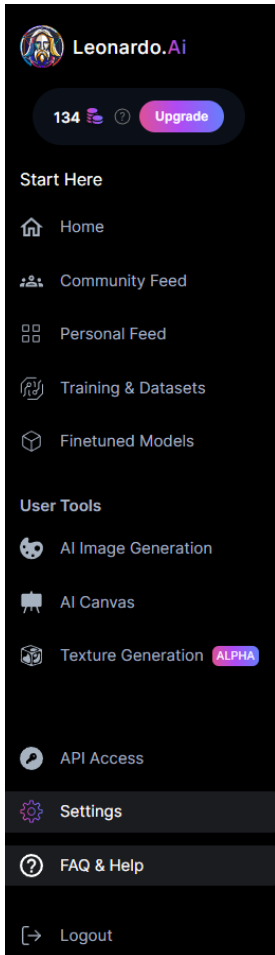 Leonardo.Ai
134 Upgrade
Start Here
Home
Community Feed
Personal Feed
Training & Datasets
Finetuned Models
User Tools
AI Image Generation
AI Canvas
Texture Generation ALPHA
API Access
Settings
FAQ & Help
Logout